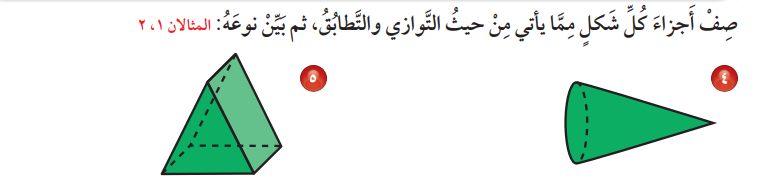 صِفْ أَجزاءَ كُلِّ شَكلٍ مِمَّا يأتي مِنْ حيثُ التَّوازي والتَّطابُقُ، ثم بَيِّنْ نوعَهُ: المثالان ١، ٢
٤
٥